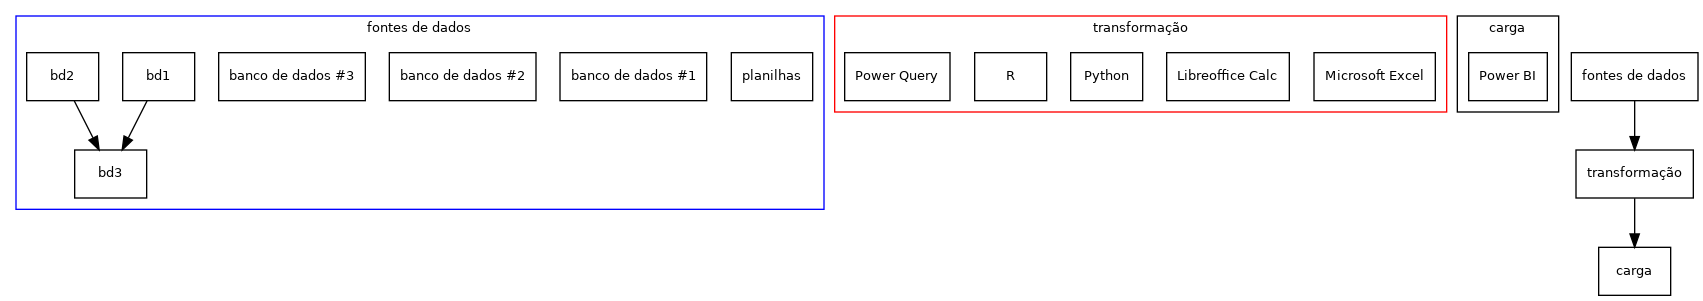 fontes de dados
bd2
bd1
banco de dados #3
banco de dados #2
banco de dados #1
planilhas
bd3
transformação
Power Query
R
Python
Libreoffice Calc
Microsoft Excel
carga
Power BI
fontes de dados
transformação
carga